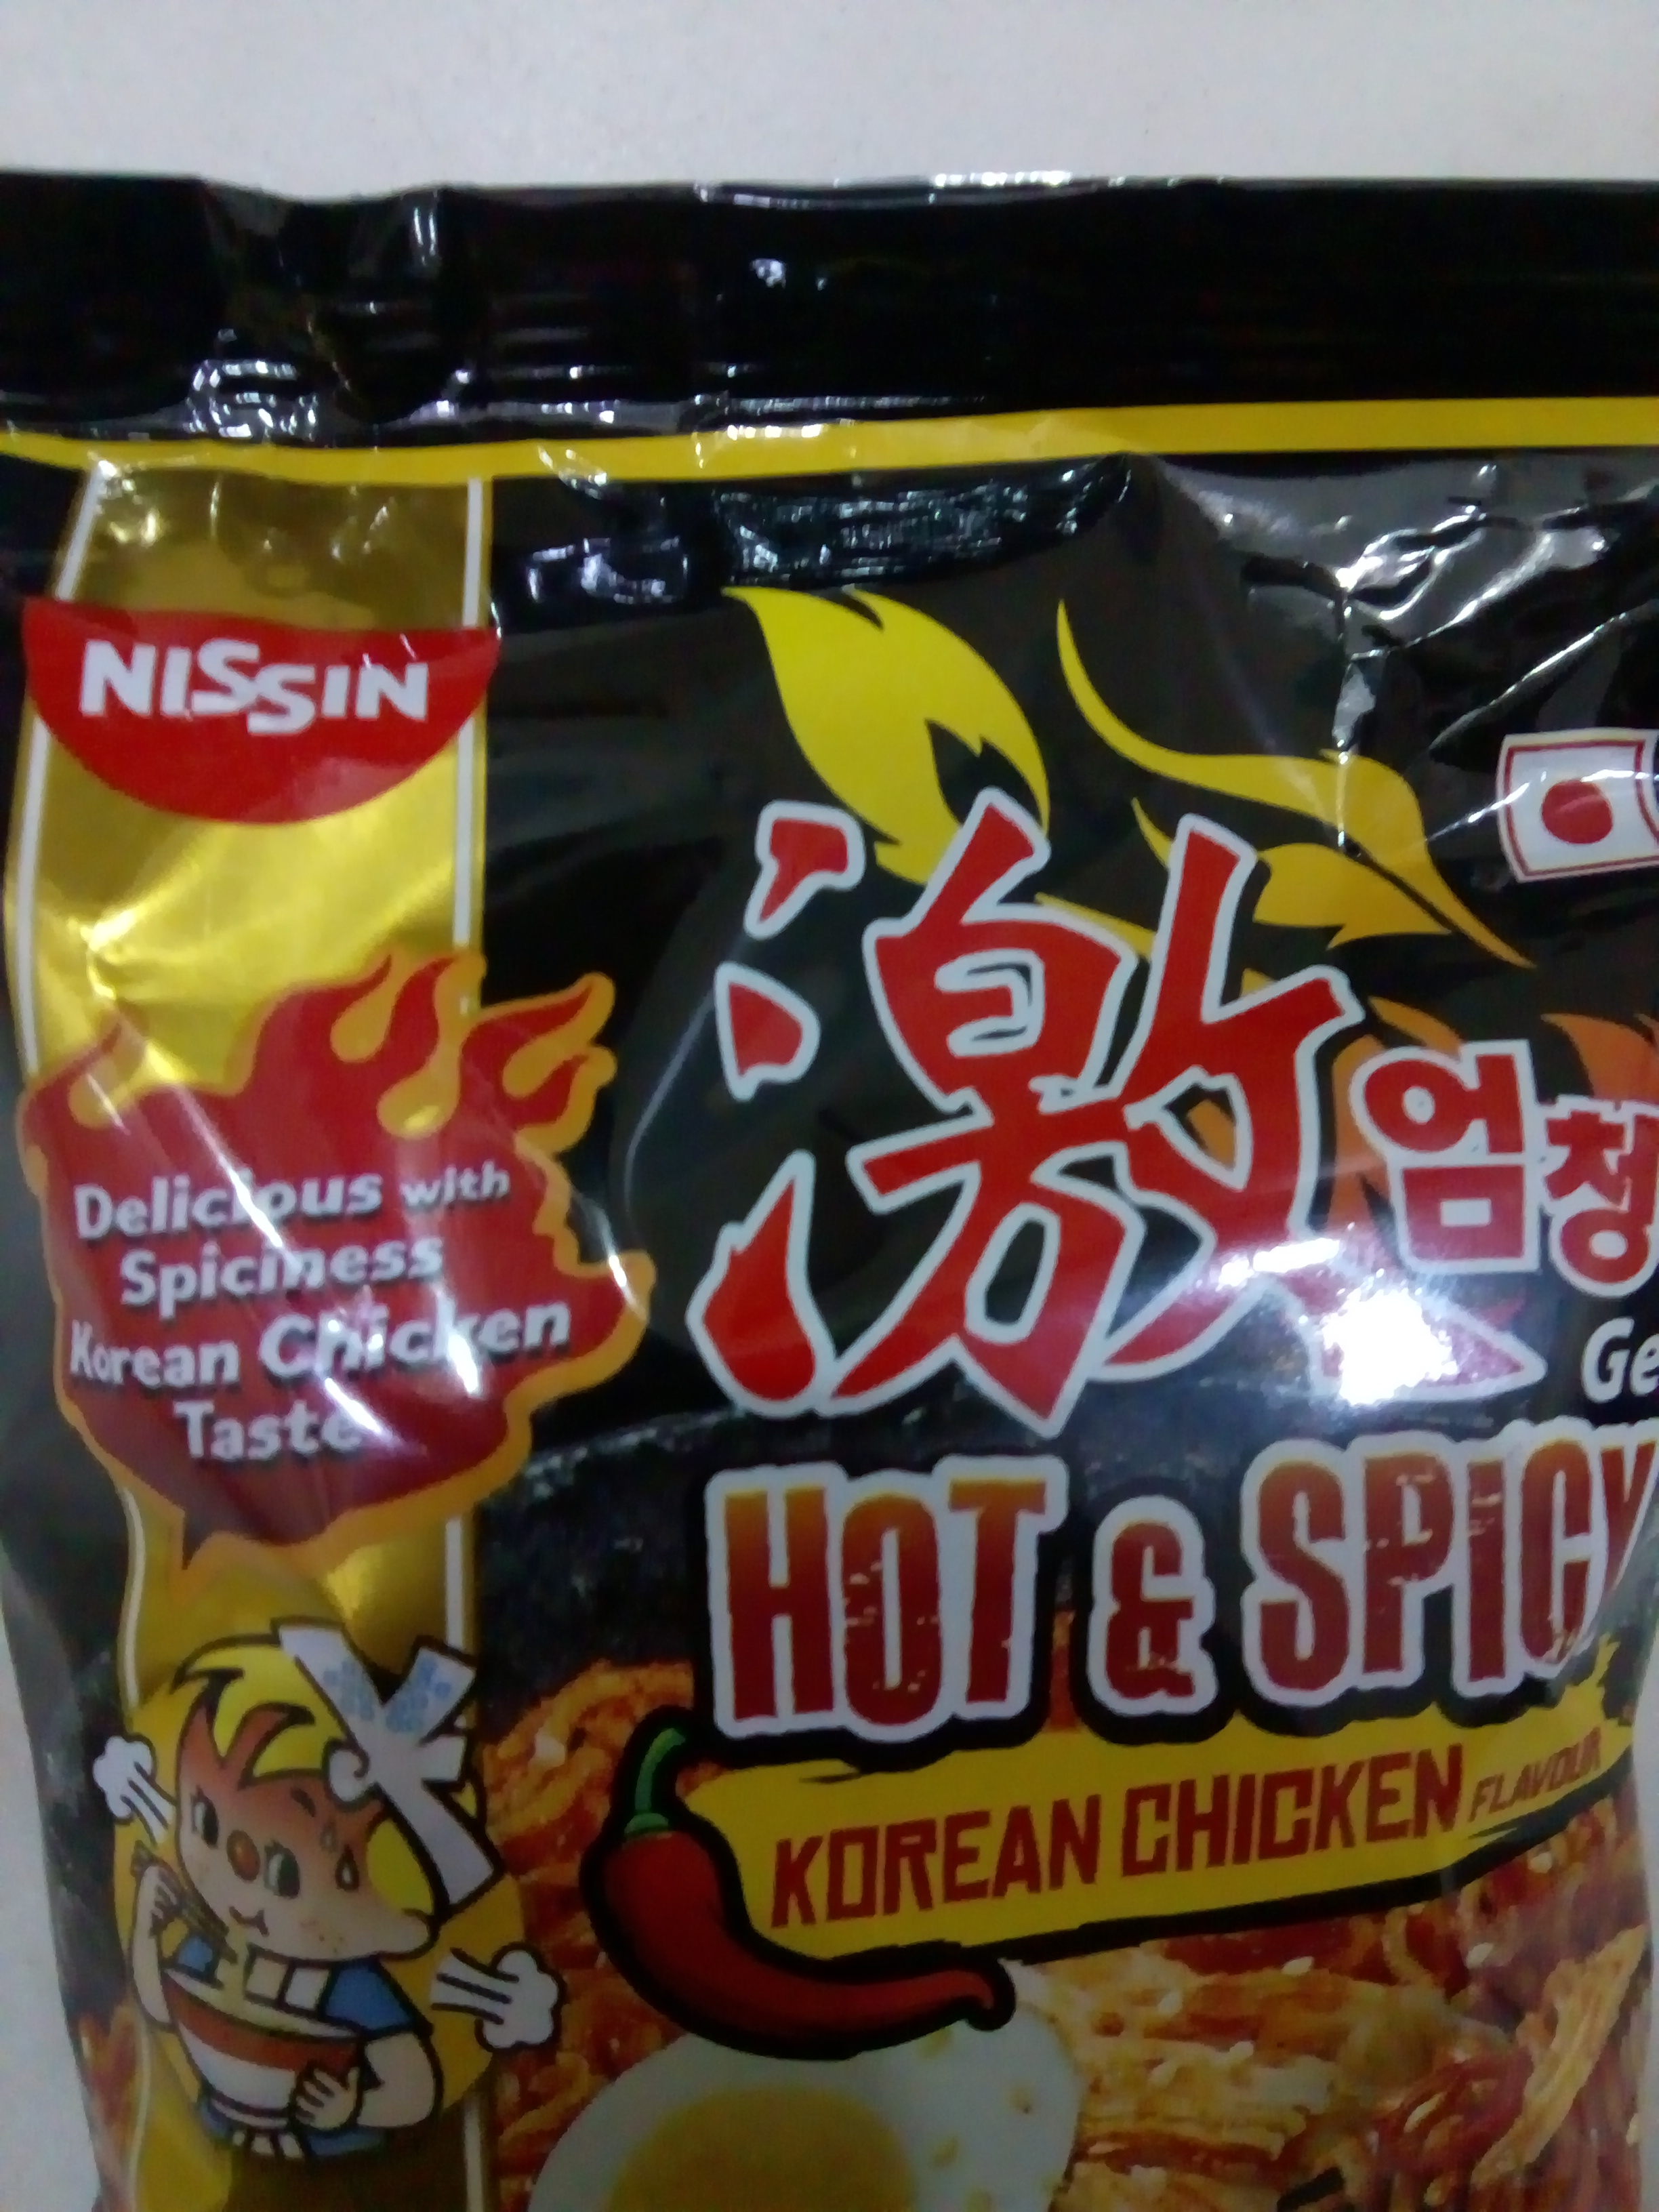 NISSIN
激
엄청
Ge
Delicious with
Spiciness
Korean Chicken
Taste
HOT & SPICY
KOREAN CHICKEN FLAVOUR